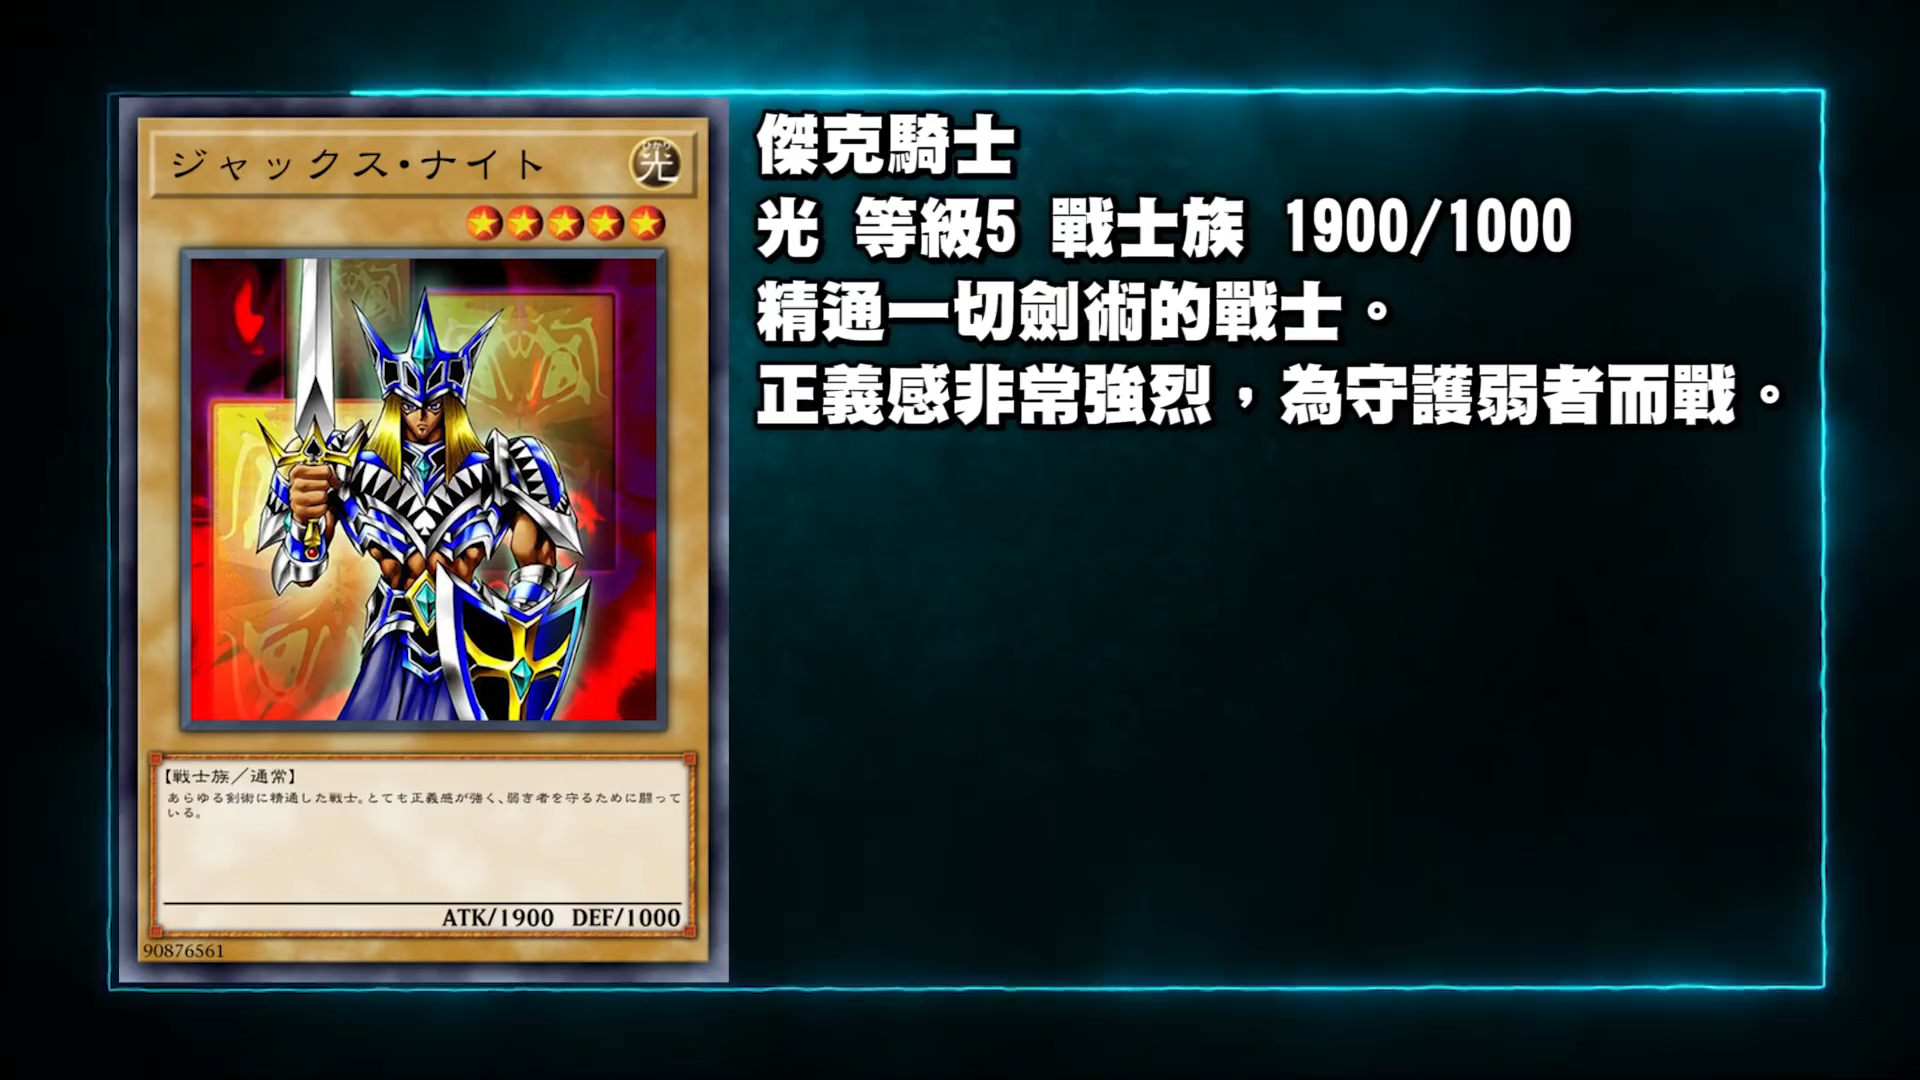 ジャックス・ナイト
光
【戦士族／通常】
あらゆる剣術に精通した戦士。とても正義感が強く、弱き者を守るために闘って
いる。
ATK/1900 DEF/1000
90876561
傑克騎士
光 等級5 戰士族 1900/1000
精通一切劍術的戰士。
正義感非常強烈，為守護弱者而戰。